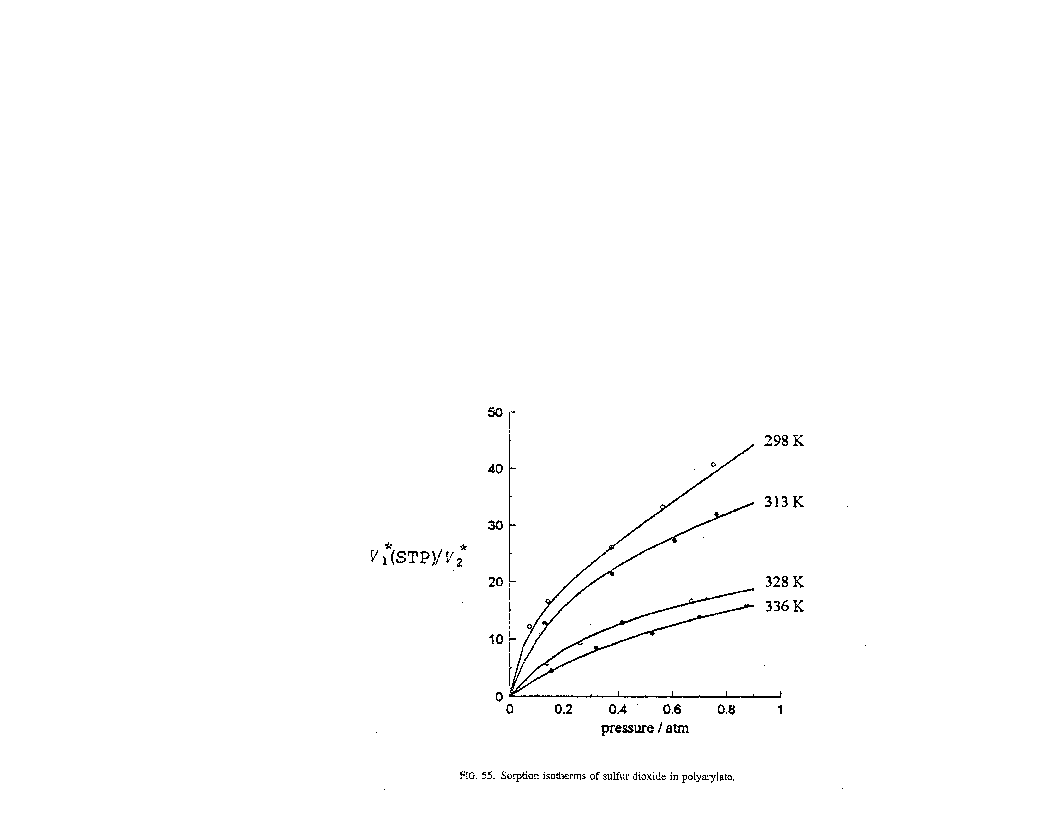 50
298 K
40
313 K
30
V₁*(STP)/V₂*
20
328 K
336 K
10
0
0 0.2 0.4 0.6 0.8 1
pressure / atm
FIG. 55. Sorption isotherms of sulfur dioxide in polyarylate.